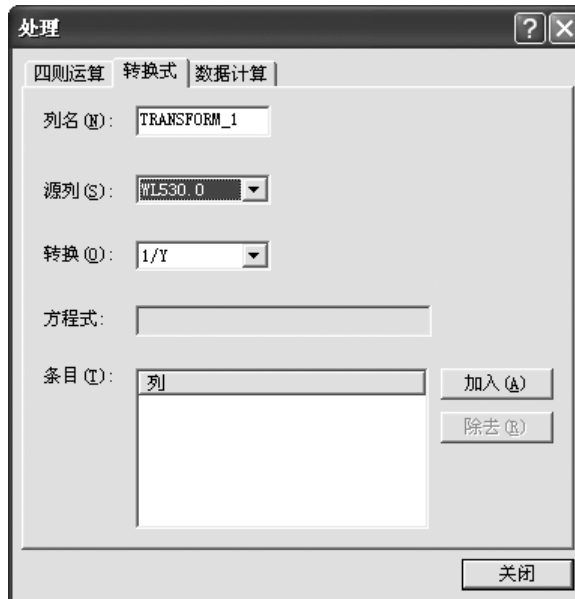 处理
四则运算 转换式 数据计算
列名(N): TRANSFORM_1
源列(S): WL530.0
转换(O): 1/Y
方程式:
条目(T): 列
加入(A)
除去(R)
关闭